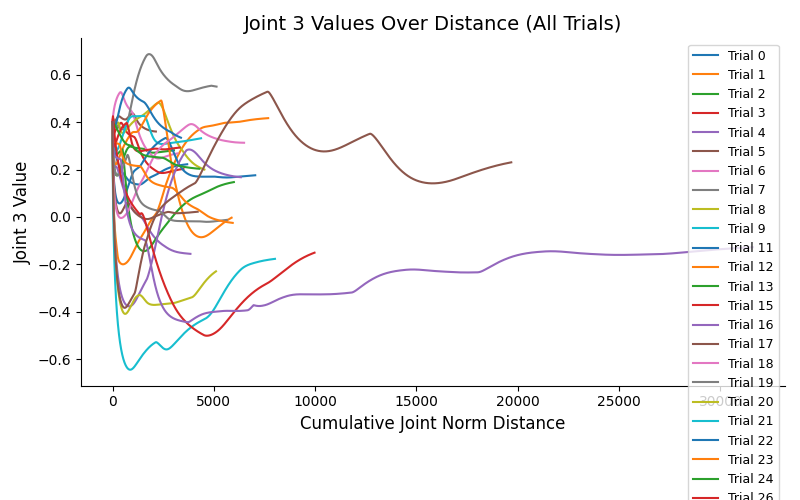 Joint 3 Values Over Distance (All Trials)
Joint 3 Value
0.6
0.4
0.2
0.0
−0.2
−0.4
−0.6
0 5000 10000 15000 20000 25000 30000
Cumulative Joint Norm Distance
Trial 0
Trial 1
Trial 2
Trial 3
Trial 4
Trial 5
Trial 6
Trial 7
Trial 8
Trial 9
Trial 11
Trial 12
Trial 13
Trial 15
Trial 16
Trial 17
Trial 18
Trial 19
Trial 20
Trial 21
Trial 22
Trial 23
Trial 24
Trial 26